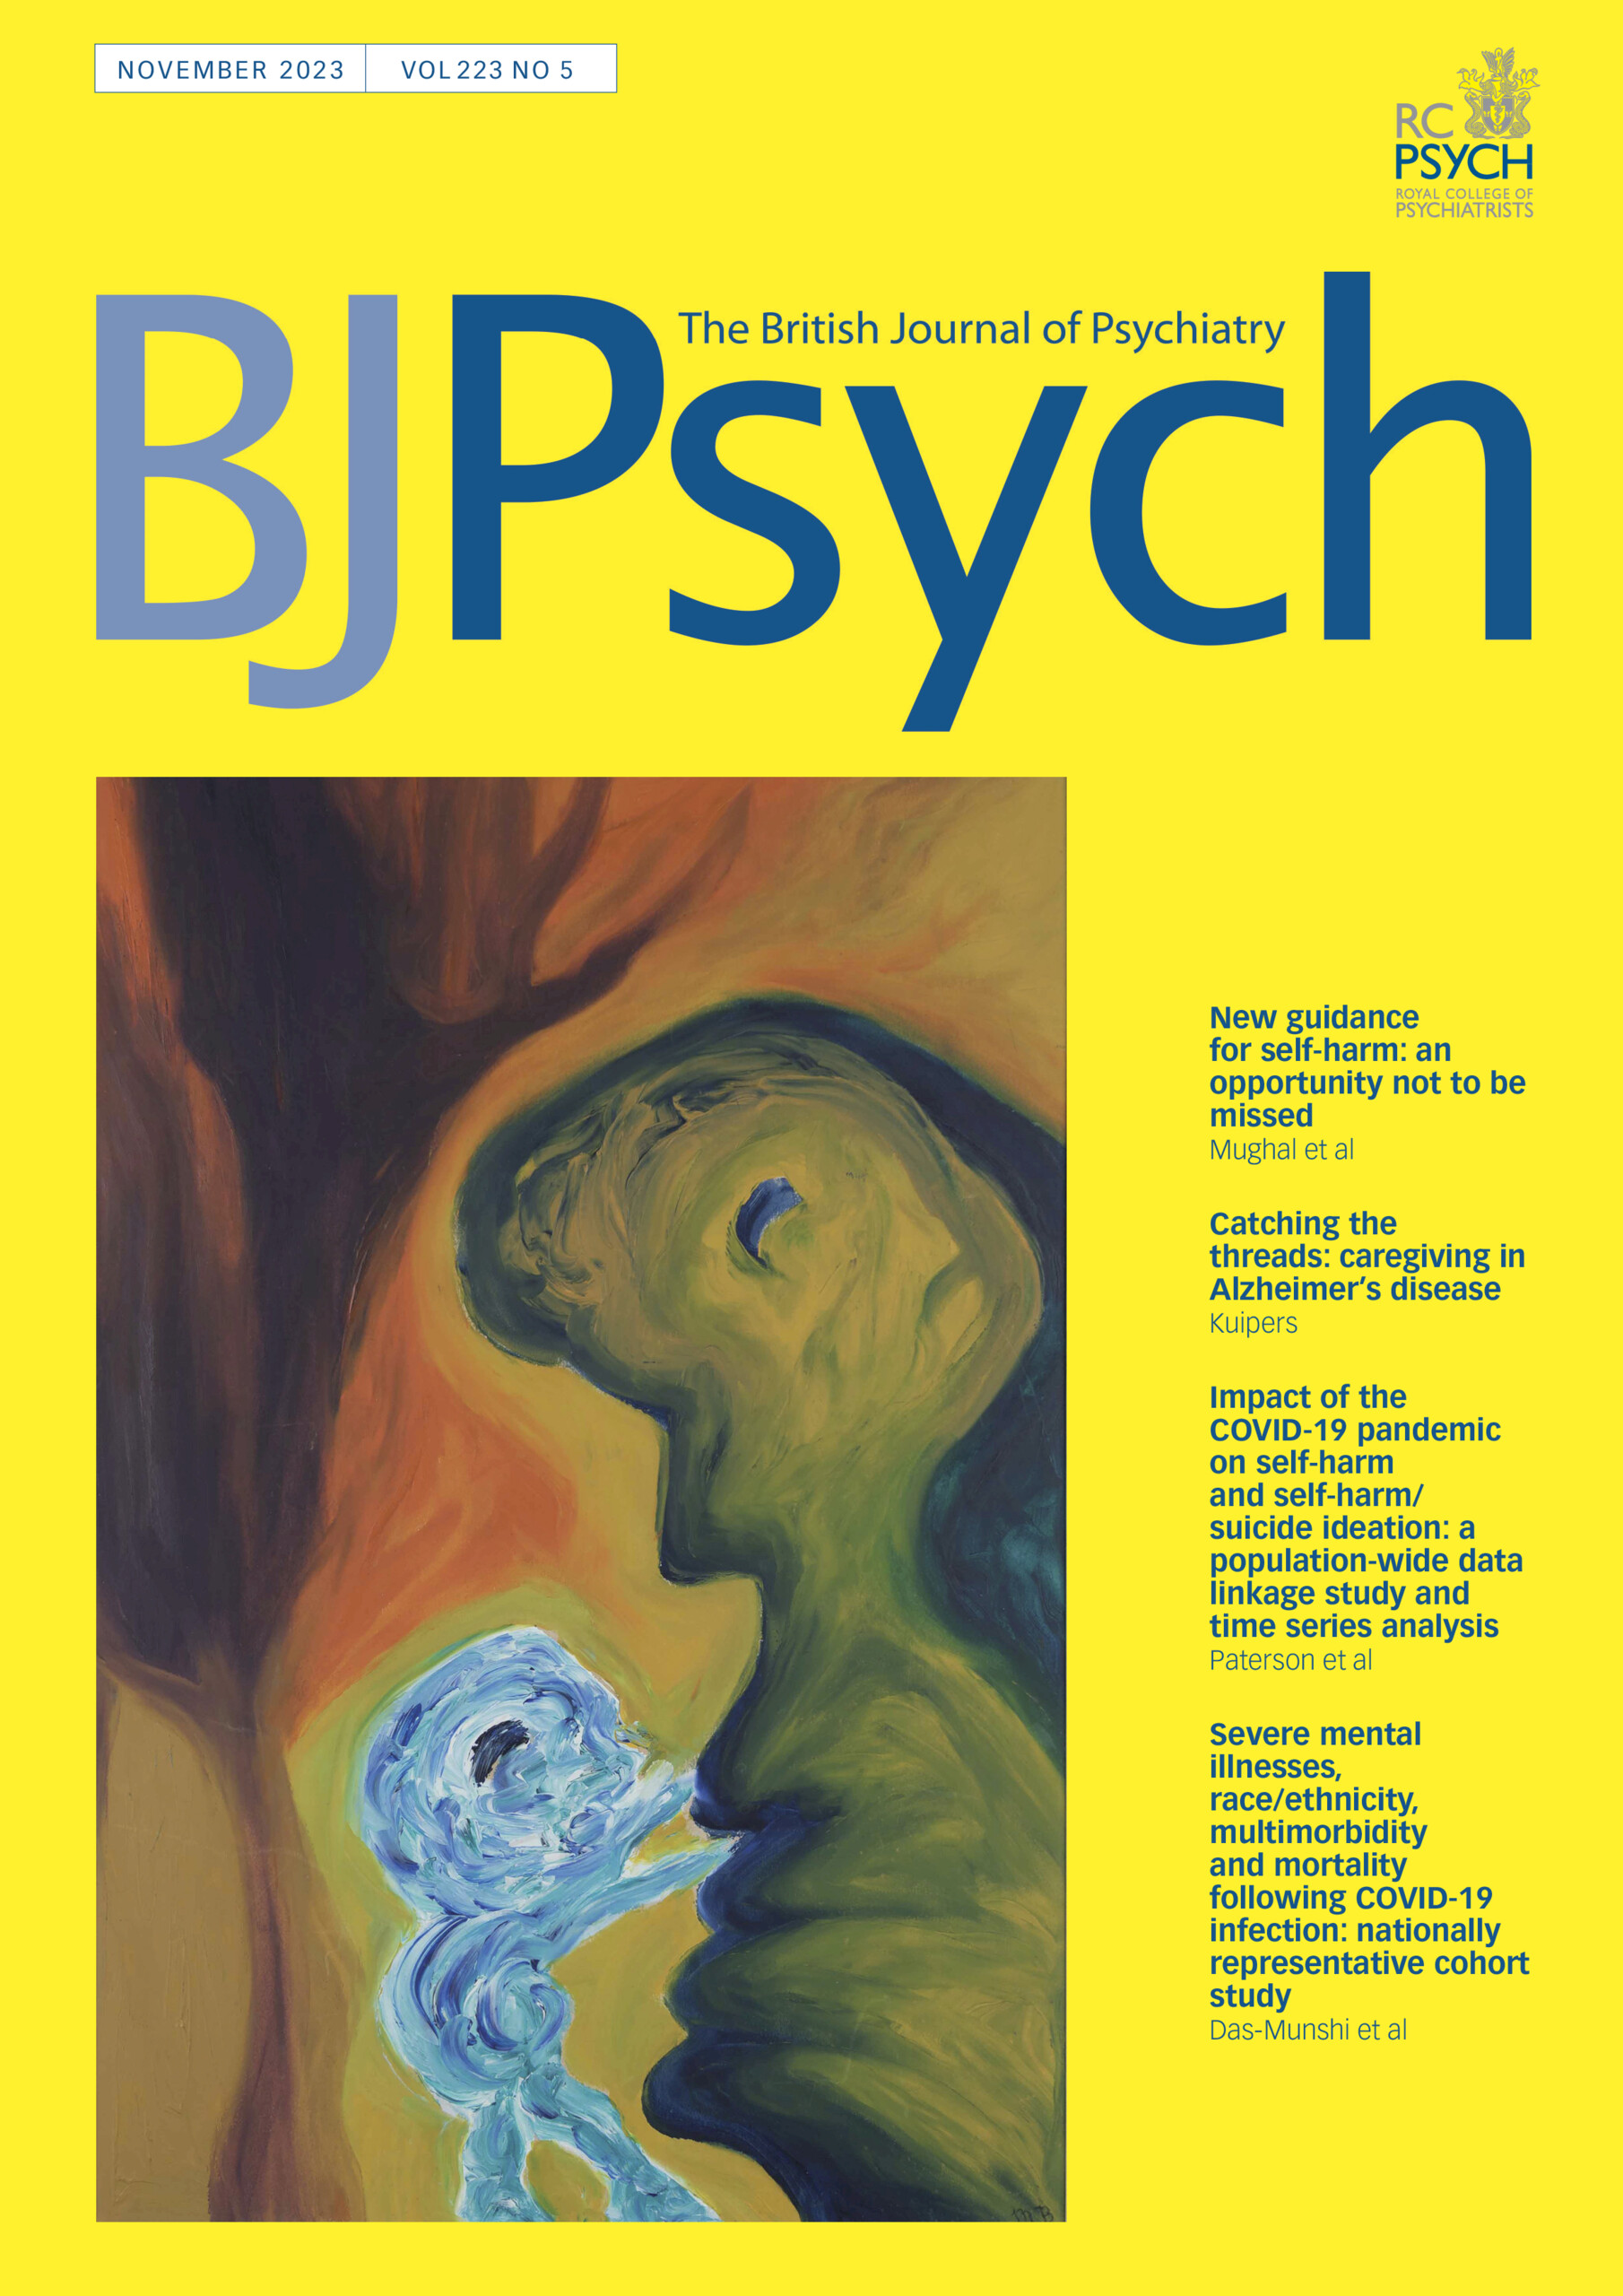 NOVEMBER 2023
VOL 223 NO 5
RC
PSYCH
ROYAL COLLEGE OF
PSYCHIATRISTS
The British Journal of Psychiatry
BJPsych
New guidance
for self-harm: an
opportunity not to be
missed
Mughal et al
Catching the
threads: caregiving in
Alzheimer’s disease
Kuipers
Impact of the
COVID-19 pandemic
on self-harm
and self-harm/
suicide ideation: a
population-wide data
linkage study and
time series analysis
Paterson et al
Severe mental
illnesses,
race/ethnicity,
multimorbidity
and mortality
following COVID-19
infection: nationally
representative cohort
study
Das-Munshi et al